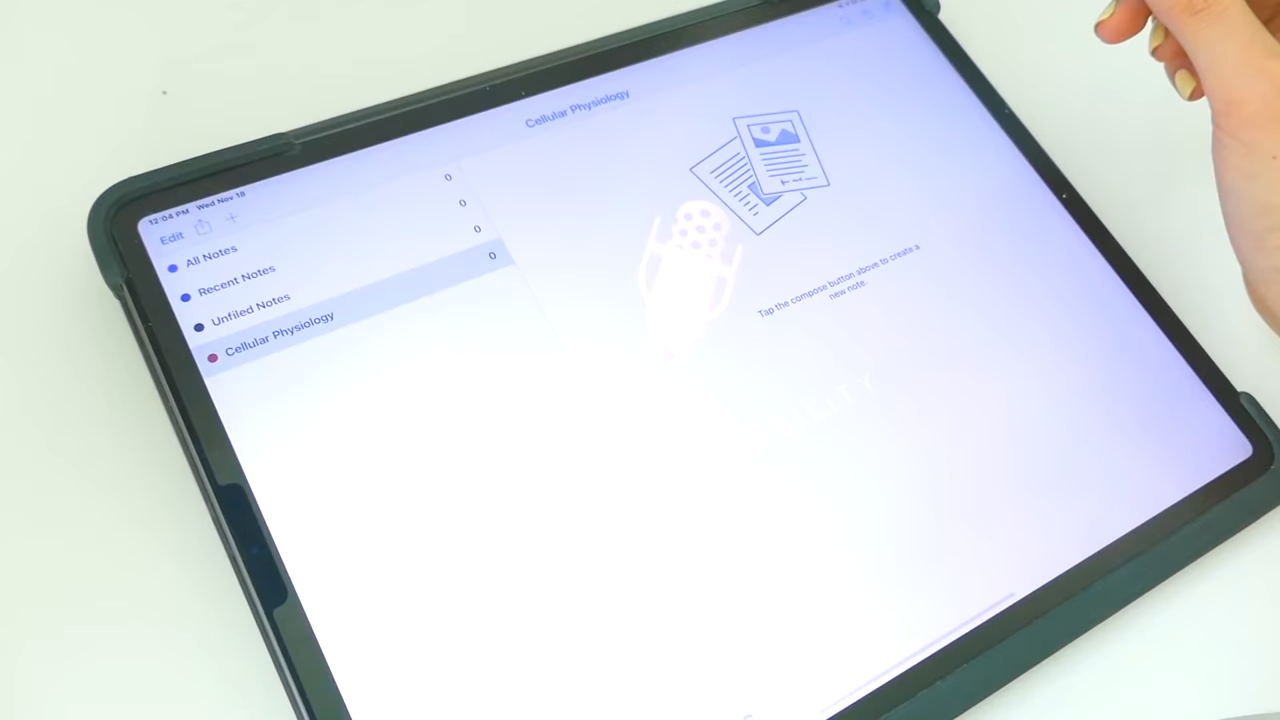 12:04 PM Wed Nov 18
Edit
Cellular Physiology
All Notes 0
Recent Notes 0
Unfiled Notes 0
Cellular Physiology 0
Tap the compose button above to create a
new note.